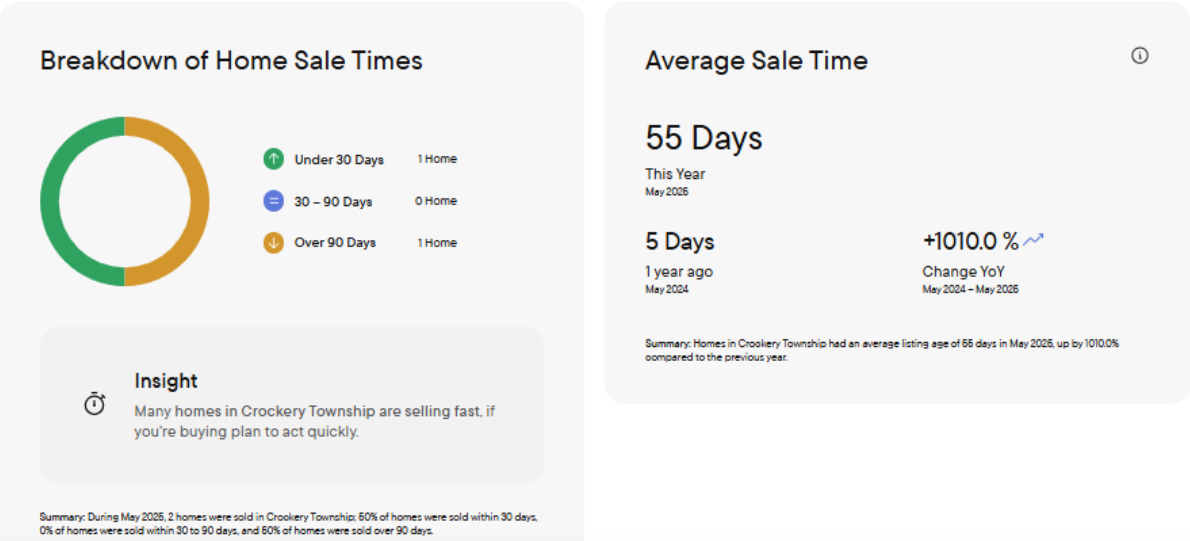 Breakdown of Home Sale Times
Under 30 Days 1 Home
30 – 90 Days 0 Home
Over 90 Days 1 Home
Insight
Many homes in Crockery Township are selling fast, if
you're buying plan to act quickly.
Summary: During May 2025, 2 homes were sold in Crockery Township; 50% of homes were sold within 30 days,
0% of homes were sold within 30 to 90 days, and 50% of homes were sold over 90 days.
Average Sale Time
55 Days
This Year
May 2025
5 Days
1 year ago
May 2024
+1010.0 %
Change YoY
May 2024 – May 2025
Summary: Homes in Crockery Township had an average listing age of 55 days in May 2025, up by 1010.0%
compared to the previous year.